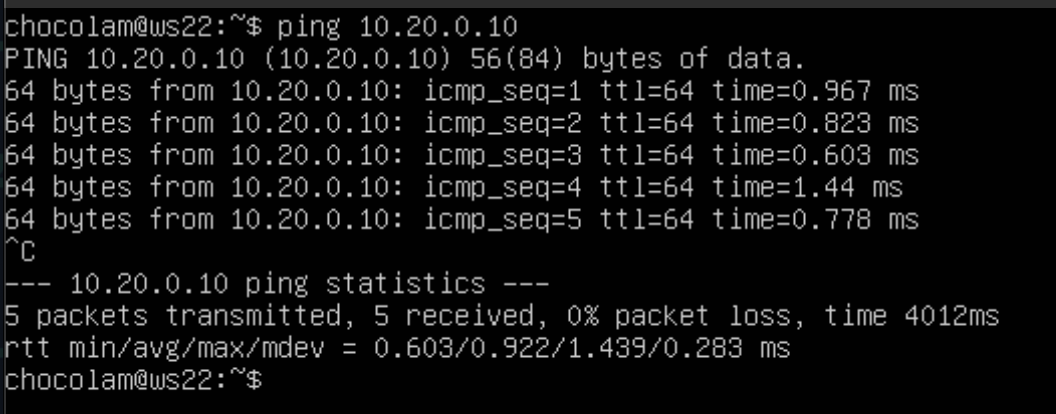 chocolam@ws22:~$ ping 10.20.0.10
PING 10.20.0.10 (10.20.0.10) 56(84) bytes of data.
64 bytes from 10.20.0.10: icmp_seq=1 ttl=64 time=0.967 ms
64 bytes from 10.20.0.10: icmp_seq=2 ttl=64 time=0.823 ms
64 bytes from 10.20.0.10: icmp_seq=3 ttl=64 time=0.603 ms
64 bytes from 10.20.0.10: icmp_seq=4 ttl=64 time=1.44 ms
64 bytes from 10.20.0.10: icmp_seq=5 ttl=64 time=0.778 ms
^C
--- 10.20.0.10 ping statistics ---
5 packets transmitted, 5 received, 0% packet loss, time 4012ms
rtt min/avg/max/mdev = 0.603/0.922/1.439/0.283 ms
chocolam@ws22:~$